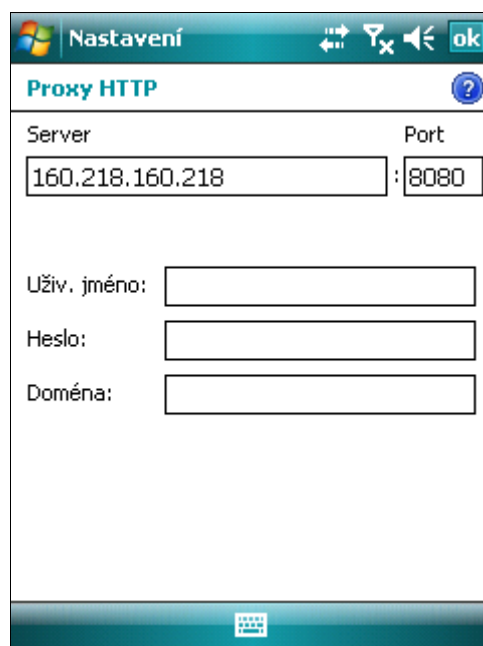 Nastavení ok
Proxy HTTP
Server Port
160.218.160.218 : 8080
Uživ. jméno:
Heslo:
Doména: